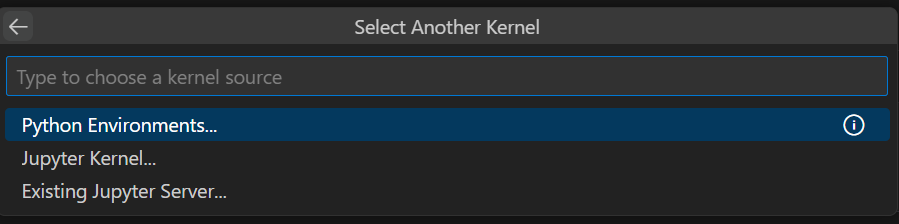 Select Another Kernel
Type to choose a kernel source
Python Environments...
Jupyter Kernel...
Existing Jupyter Server...